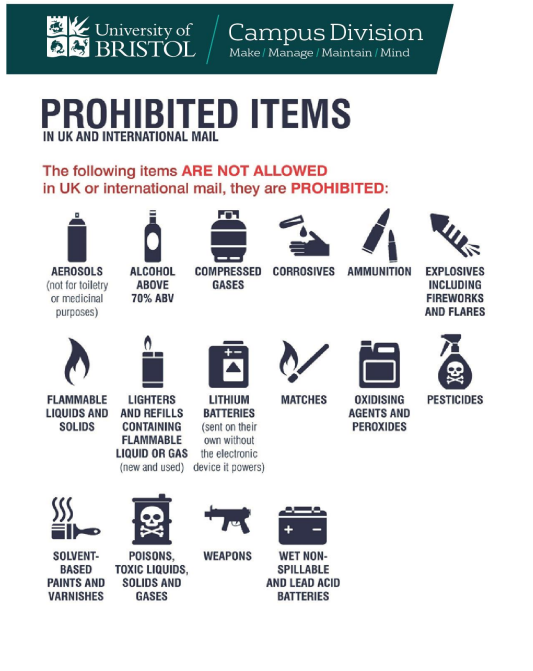 University of
BRISTOL
Campus Division
Make / Manage / Maintain / Mind
PROHIBITED ITEMS
IN UK AND INTERNATIONAL MAIL
The following items ARE NOT ALLOWED
in UK or international mail, they are PROHIBITED:
AEROSOLS
(not for toiletry
or medicinal
purposes)
ALCOHOL
ABOVE
70% ABV
COMPRESSED
GASES
CORROSIVES
AMMUNITION
EXPLOSIVES
INCLUDING
FIREWORKS
AND FLARES
FLAMMABLE
LIQUIDS AND
SOLIDS
LIGHTERS
AND REFILLS
CONTAINING
FLAMMABLE
LIQUID OR GAS
(new and used)
LITHIUM
BATTERIES
(sent on their
own without
the electronic
device it powers)
MATCHES
OXIDISING
AGENTS AND
PEROXIDES
PESTICIDES
SOLVENT-
BASED
PAINTS AND
VARNISHES
POISONS,
TOXIC LIQUIDS,
SOLIDS AND
GASES
WEAPONS
WET NON-
SPILLABLE
AND LEAD ACID
BATTERIES